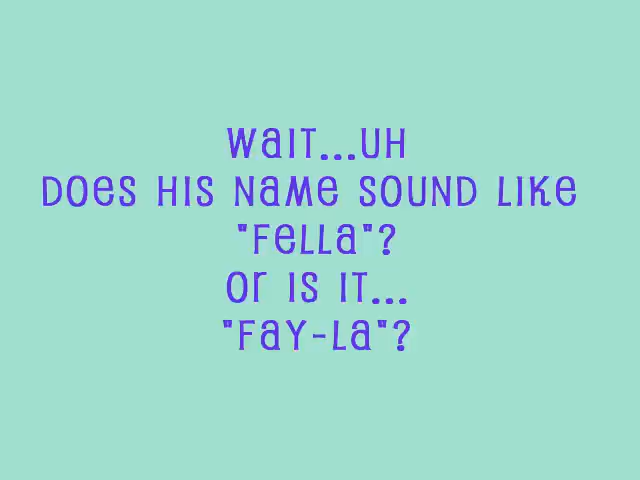 Wait...uh
Does his name sound like
"Fella"?
Or is it...
"Fay-la"?